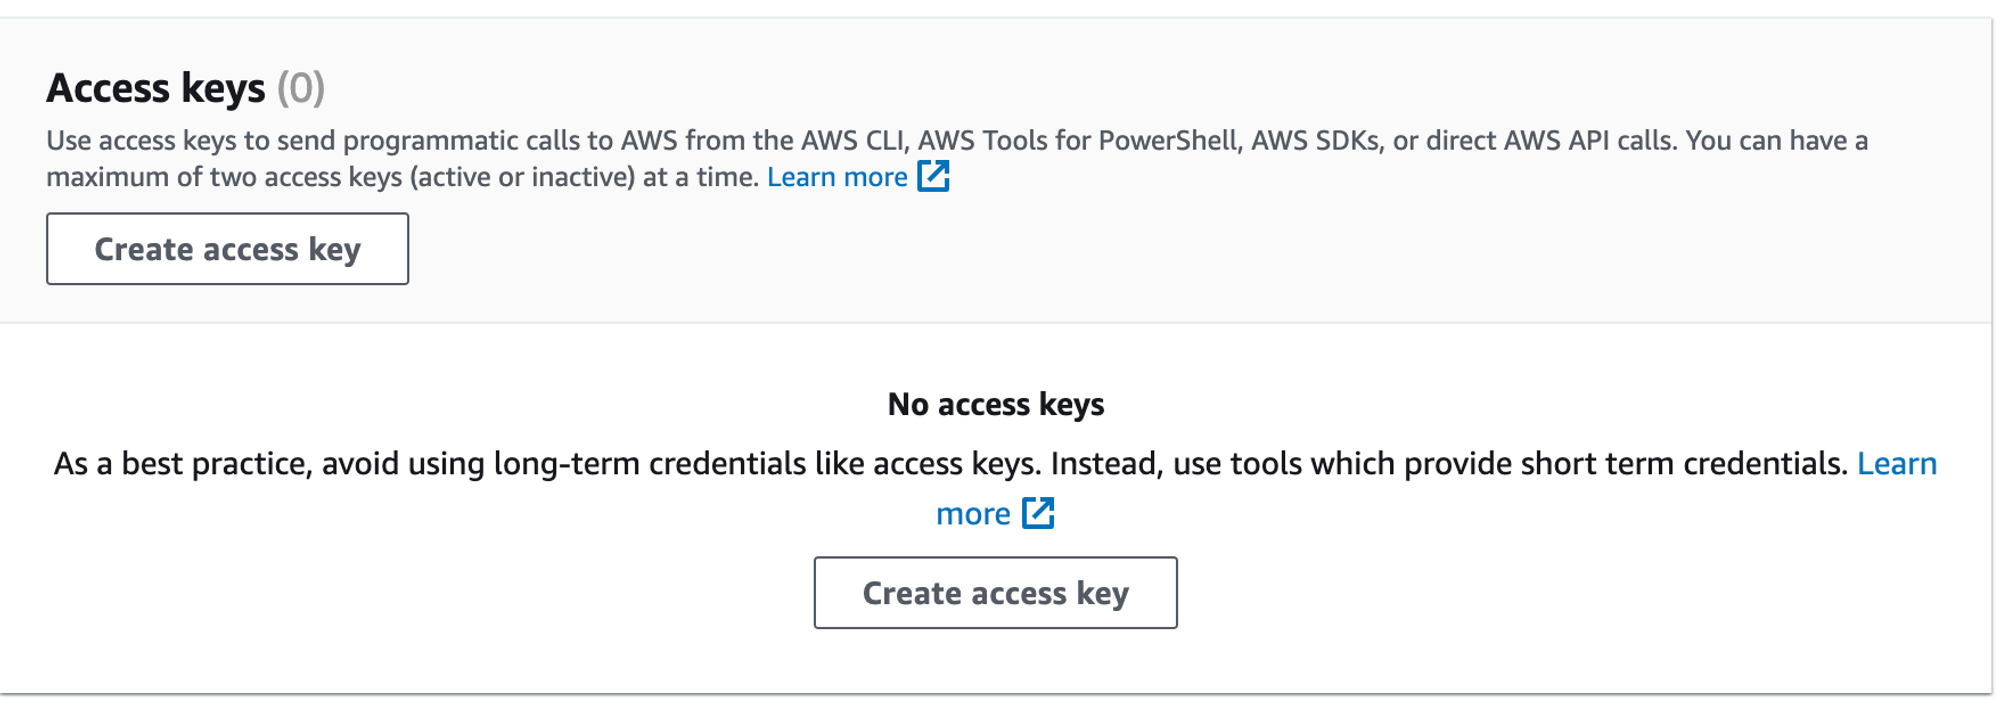 Access keys (0)
Use access keys to send programmatic calls to AWS from the AWS CLI, AWS Tools for PowerShell, AWS SDKs, or direct AWS API calls. You can have a
maximum of two access keys (active or inactive) at a time. Learn more
Create access key
No access keys
As a best practice, avoid using long-term credentials like access keys. Instead, use tools which provide short term credentials. Learn
more
Create access key